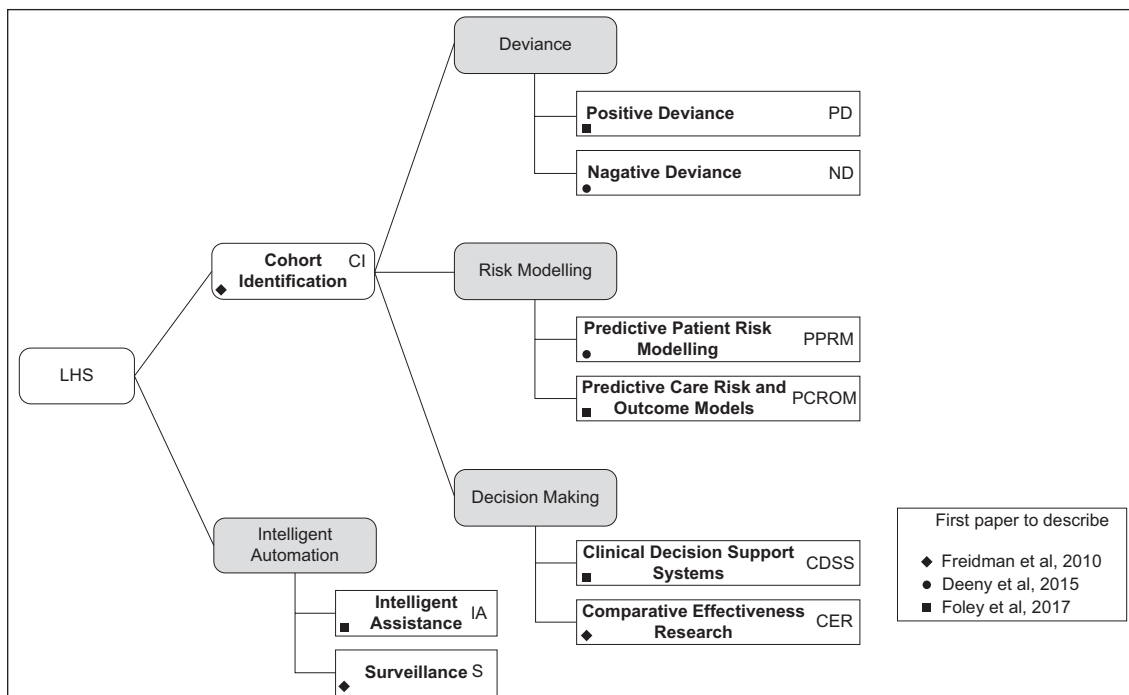 Deviance
Positive Deviance PD
Nagative Deviance ND
Cohort CI
Identification
Risk Modelling
Predictive Patient Risk
Modelling PPRM
Predictive Care Risk and
Outcome Models PCROM
LHS
Decision Making
Clinical Decision Support
Systems CDSS
Comparative Effectiveness
Research CER
Intelligent
Automation
Intelligent
Assistance IA
Surveillance S
First paper to describe
◆ Freidman et al, 2010
● Deeny et al, 2015
■ Foley et al, 2017